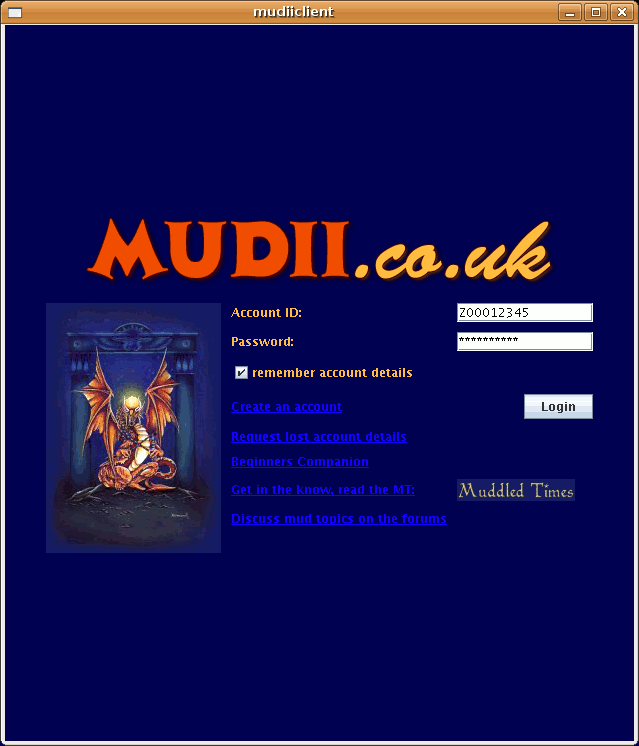 mudiiclient
MUDII.co.uk
Account ID: Z00012345
Password: **********
remember account details
Create an account Login
Request lost account details
Beginners Companion
Get in the know, read the MT: Muddled Times
Discuss mud topics on the forums